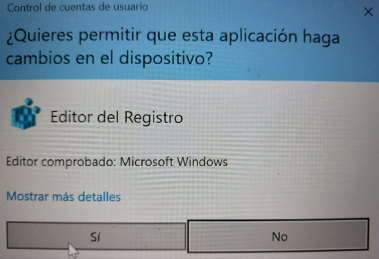 Control de cuentas de usuario
¿Quieres permitir que esta aplicación haga
cambios en el dispositivo?
Editor del Registro
Editor comprobado: Microsoft Windows
Mostrar más detalles
Sí
No